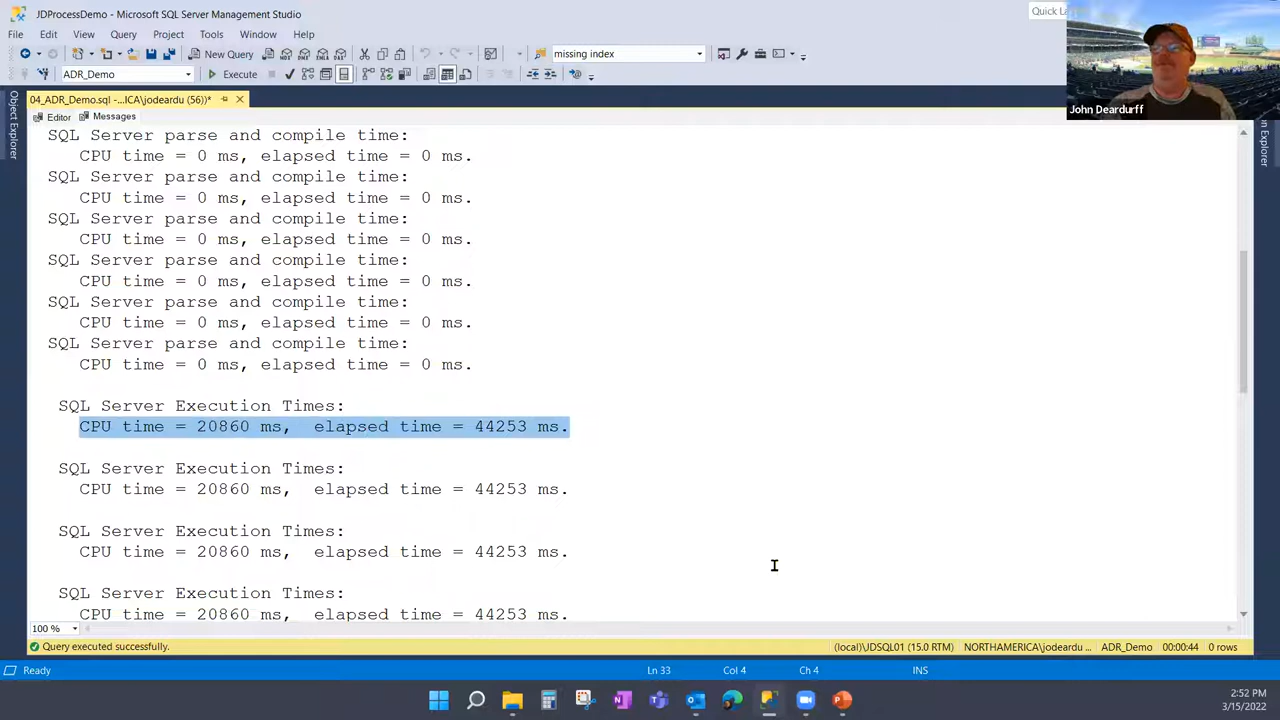 JDProcessDemo - Microsoft SQL Server Management Studio
Quick La
File Edit View Query Project Tools Window Help
New Query
missing index
ADR_Demo
Execute
John Deardurff
04_ADR_Demo.sql -...ICA\jodeardu (56))*
Editor Messages
Object Explorer
SQL Server parse and compile time:
CPU time = 0 ms, elapsed time = 0 ms.
SQL Server parse and compile time:
CPU time = 0 ms, elapsed time = 0 ms.
SQL Server parse and compile time:
CPU time = 0 ms, elapsed time = 0 ms.
SQL Server parse and compile time:
CPU time = 0 ms, elapsed time = 0 ms.
SQL Server parse and compile time:
CPU time = 0 ms, elapsed time = 0 ms.
SQL Server parse and compile time:
CPU time = 0 ms, elapsed time = 0 ms.
SQL Server Execution Times:
CPU time = 20860 ms, elapsed time = 44253 ms.
SQL Server Execution Times:
CPU time = 20860 ms, elapsed time = 44253 ms.
SQL Server Execution Times:
CPU time = 20860 ms, elapsed time = 44253 ms.
SQL Server Execution Times:
CPU time = 20860 ms, elapsed time = 44253 ms.
n Explorer
100 %
Query executed successfully.
(local)\JDSQL01 (15.0 RTM) NORTHAMERICA\jodeardu ... ADR_Demo 00:00:44 0 rows
Ready Ln 33 Col 4 Ch 4 INS
2:52 PM
3/15/2022